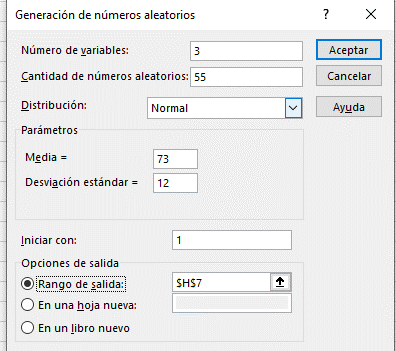 Generación de números aleatorios ? ×
Número de variables: 3 Aceptar
Cantidad de números aleatorios: 55 Cancelar
Distribución: Normal Ayuda
Parámetros
Media = 73
Desviación estándar = 12
Iniciar con: 1
Opciones de salida
Rango de salida: $H$7
En una hoja nueva:
En un libro nuevo